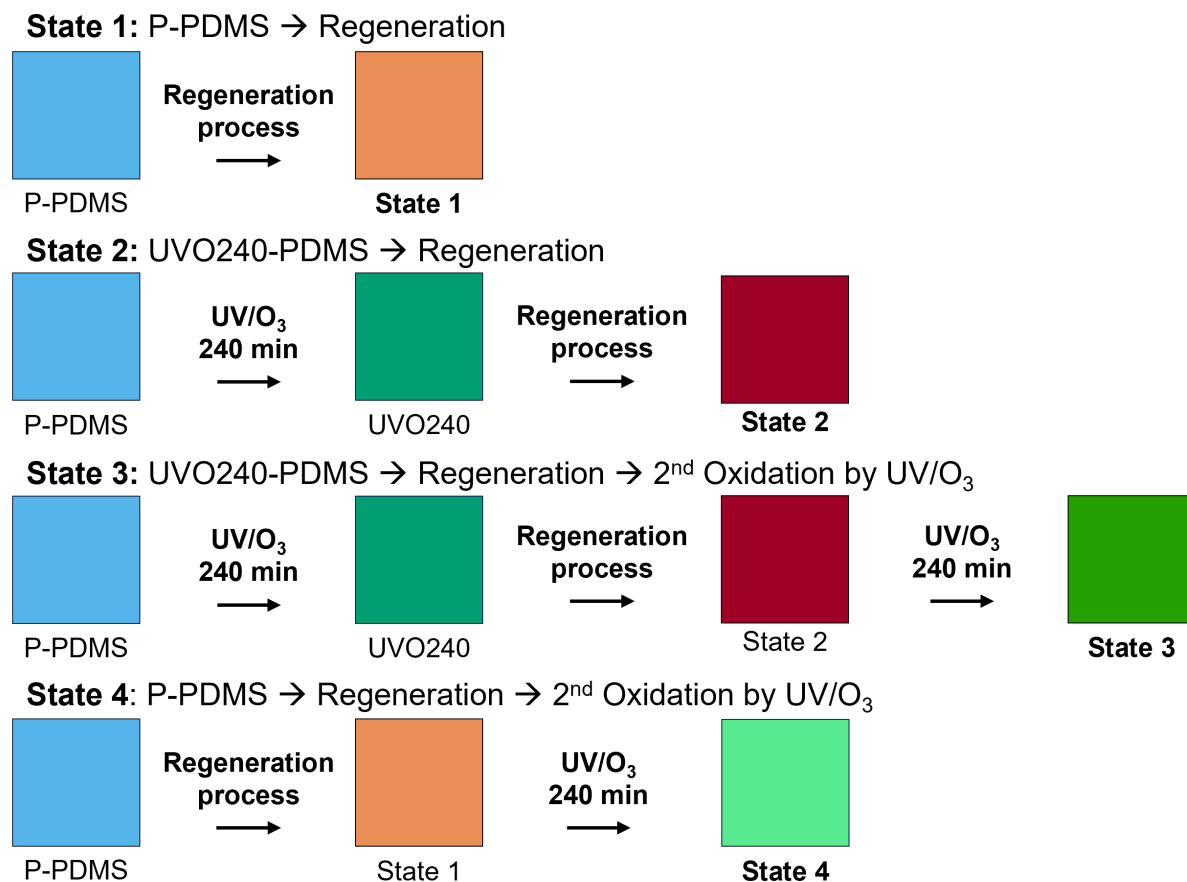 State 1: P-PDMS → Regeneration
Regeneration
process
P-PDMS
State 1
State 2: UVO240-PDMS → Regeneration
UV/O₃
240 min
Regeneration
process
P-PDMS
UVO240
State 2
State 3: UVO240-PDMS → Regeneration → 2ⁿᵈ Oxidation by UV/O₃
UV/O₃
240 min
Regeneration
process
UV/O₃
240 min
P-PDMS
UVO240
State 2
State 3
State 4: P-PDMS → Regeneration → 2ⁿᵈ Oxidation by UV/O₃
Regeneration
process
UV/O₃
240 min
P-PDMS
State 1
State 4